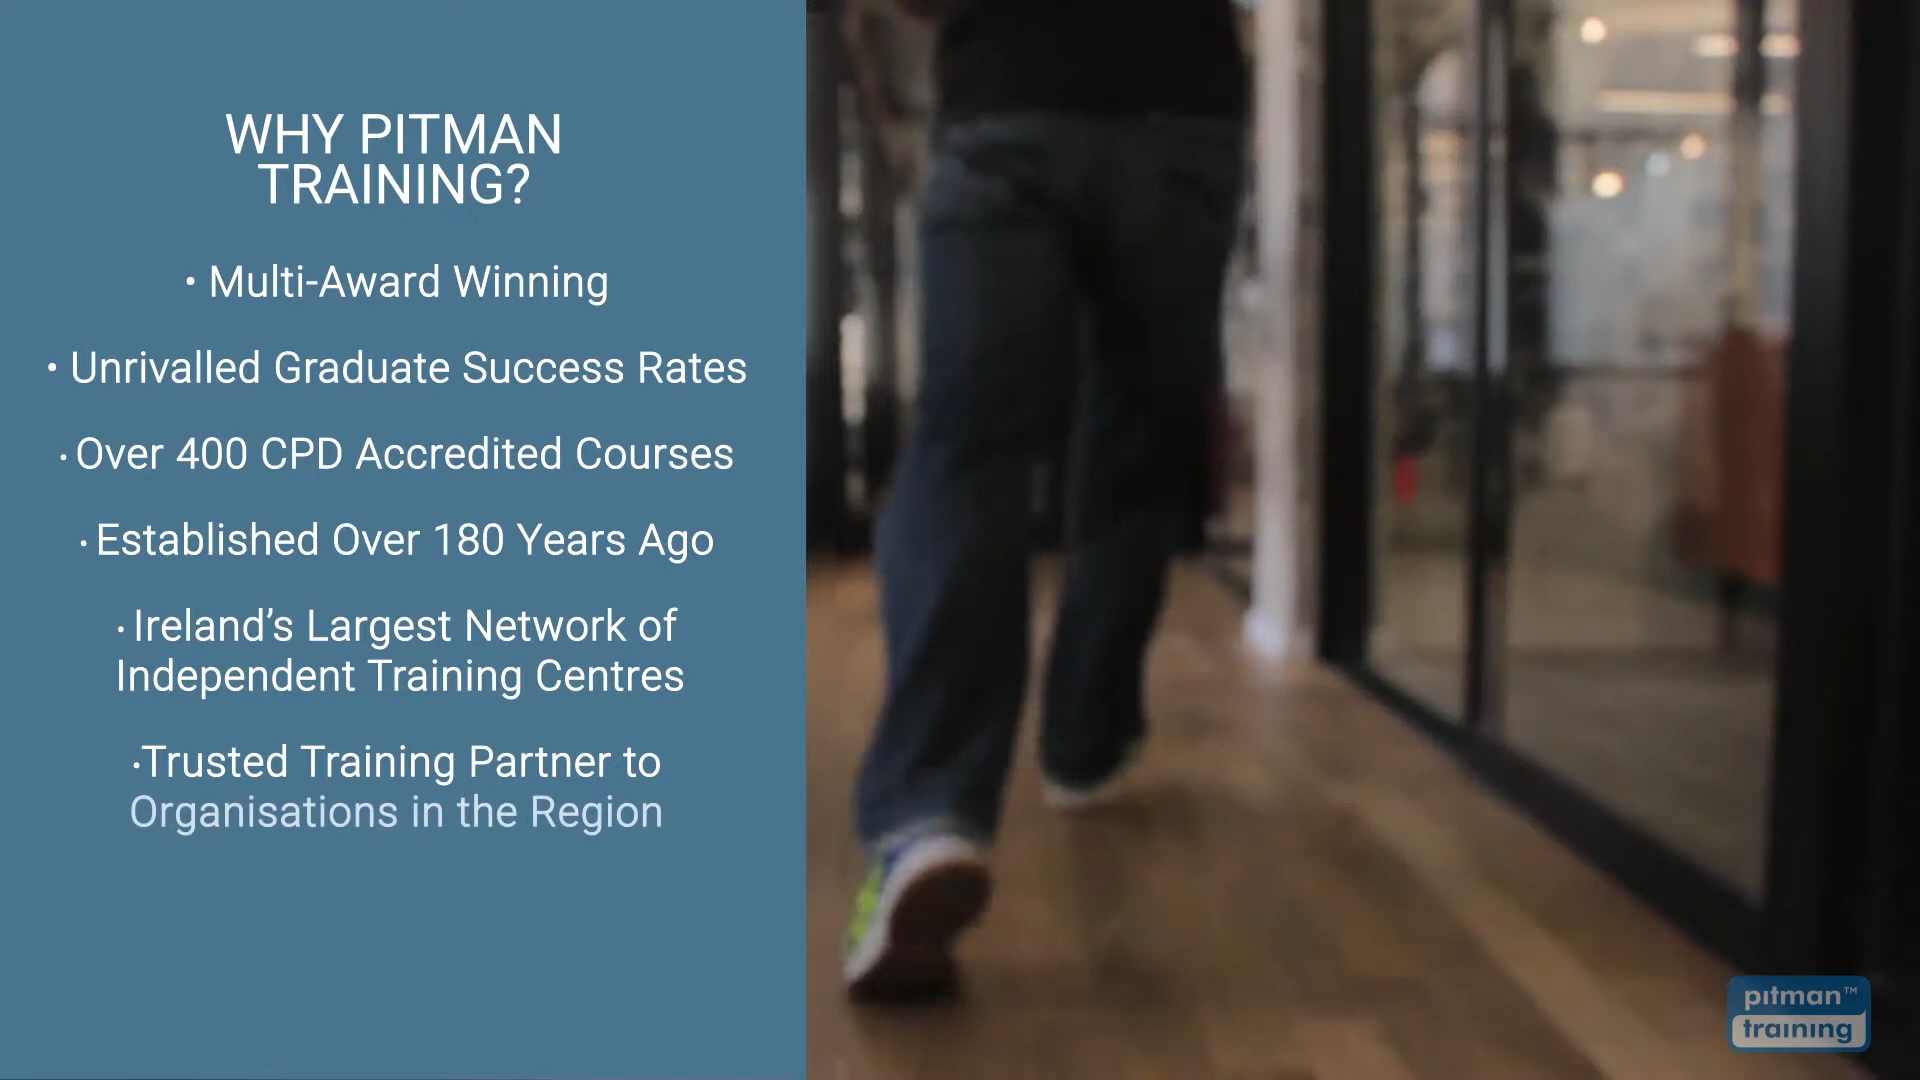 WHY PITMAN
TRAINING?
• Multi-Award Winning
• Unrivalled Graduate Success Rates
• Over 400 CPD Accredited Courses
• Established Over 180 Years Ago
• Ireland’s Largest Network of
Independent Training Centres
•Trusted Training Partner to
Organisations in the Region
pitman™
training